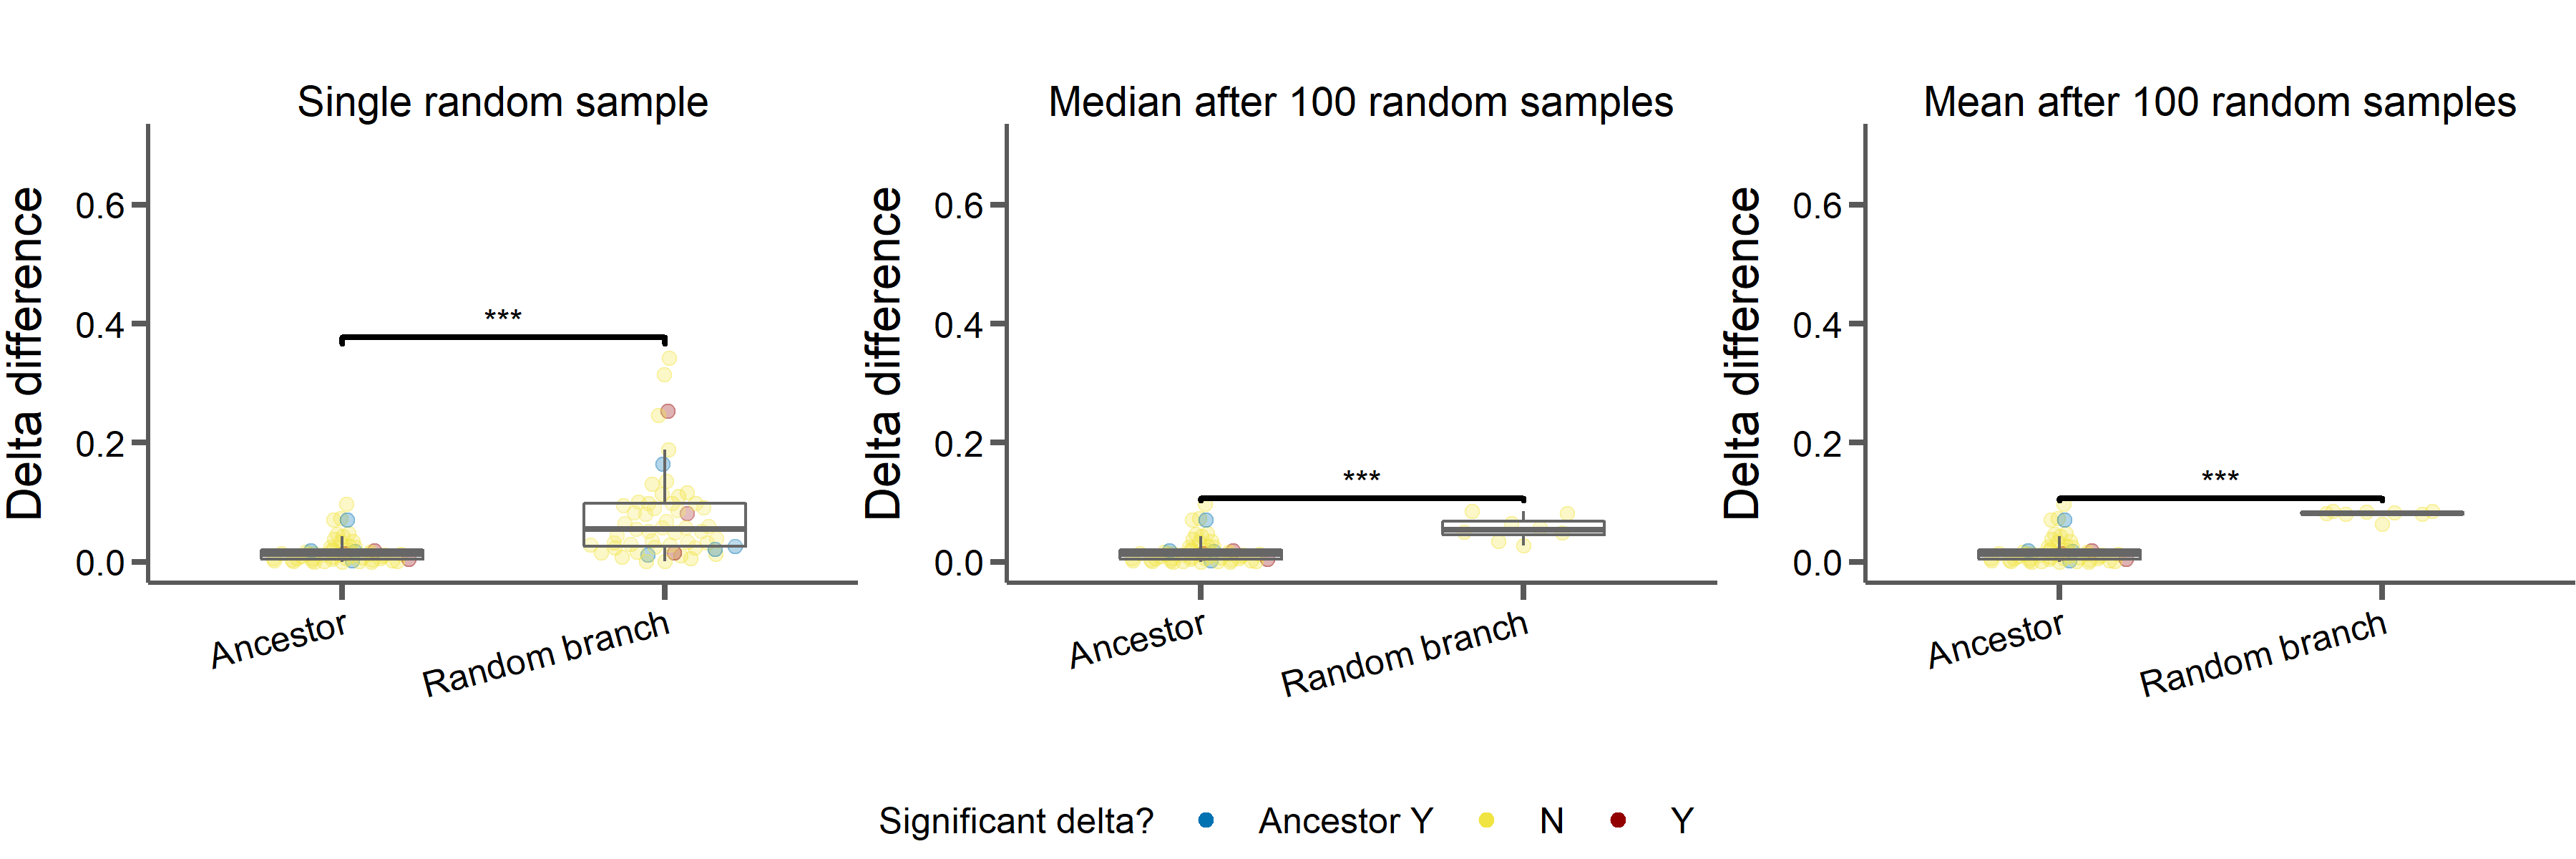 Single random sample
Median after 100 random samples
Mean after 100 random samples
Delta difference
0.6
0.4
0.2
0.0
***
Ancestor
Random branch
Delta difference
0.6
0.4
0.2
0.0
***
Ancestor
Random branch
Delta difference
0.6
0.4
0.2
0.0
***
Ancestor
Random branch
Significant delta? Ancestor Y N Y